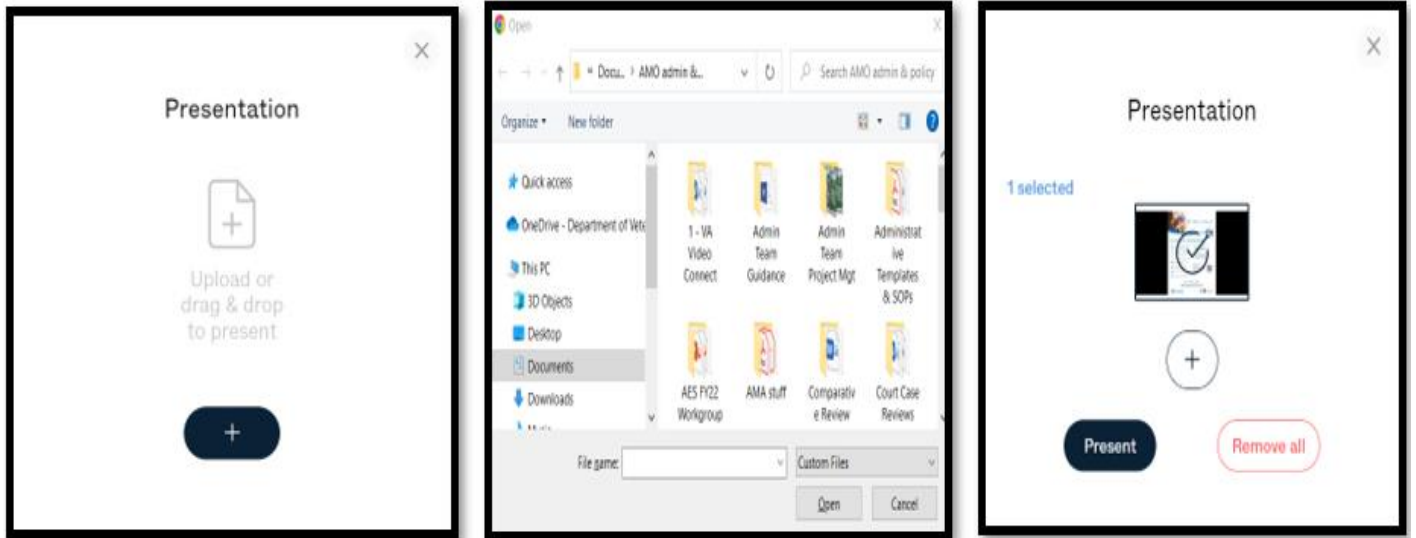 Presentation
Upload or
drag & drop
to present
+
Open
Docu... > AMO admin &...
Search AMO admin & policy
Organize
New folder
Quick access
OneDrive - Department of Vete
This PC
3D Objects
Desktop
Documents
Downloads
1 - VA
Video
Connect
Admin
Team
Guidance
Admin
Team
Project Mgt
Administrat
ive
Templates
& SOPs
AES FY22
Workgroup
AMA stuff
Comparativ
e Review
Court Case
Reviews
File name:
Custom Files
Open
Cancel
Presentation
1 selected
+
Present
Remove all